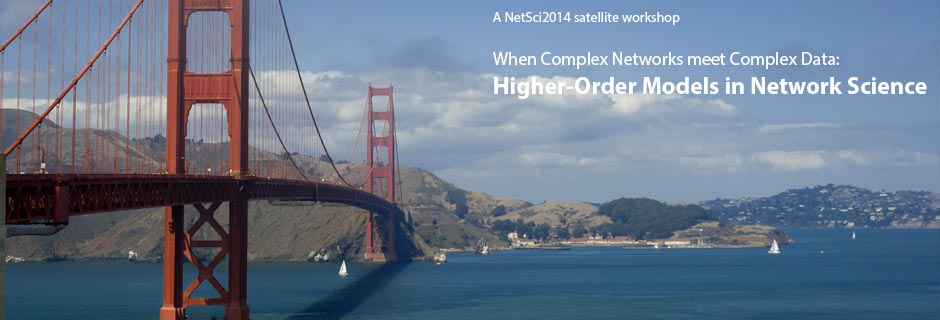 A NetSci2014 satellite workshop
When Complex Networks meet Complex Data:
Higher-Order Models in Network Science